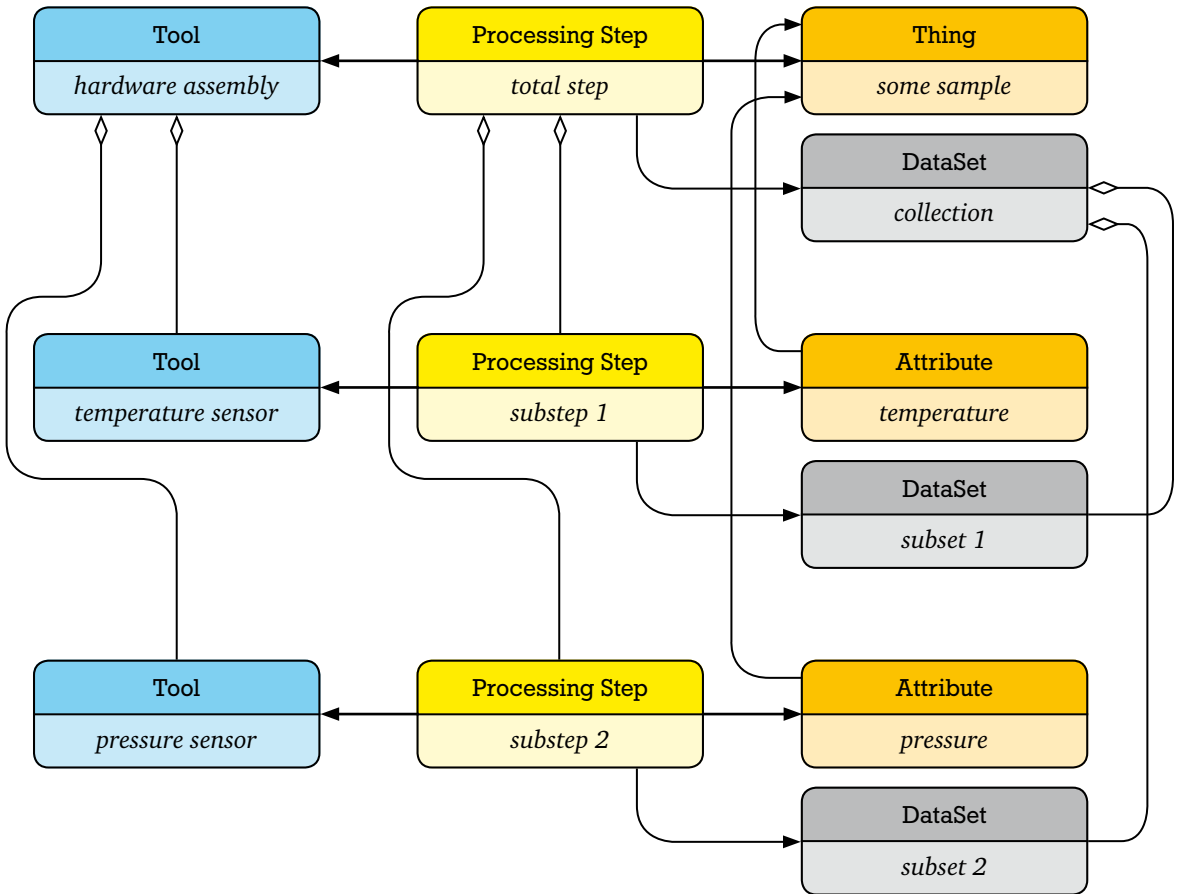 Tool
hardware assembly
Processing Step
total step
Thing
some sample
DataSet
collection
Tool
temperature sensor
Processing Step
substep 1
Attribute
temperature
DataSet
subset 1
Tool
pressure sensor
Processing Step
substep 2
Attribute
pressure
DataSet
subset 2